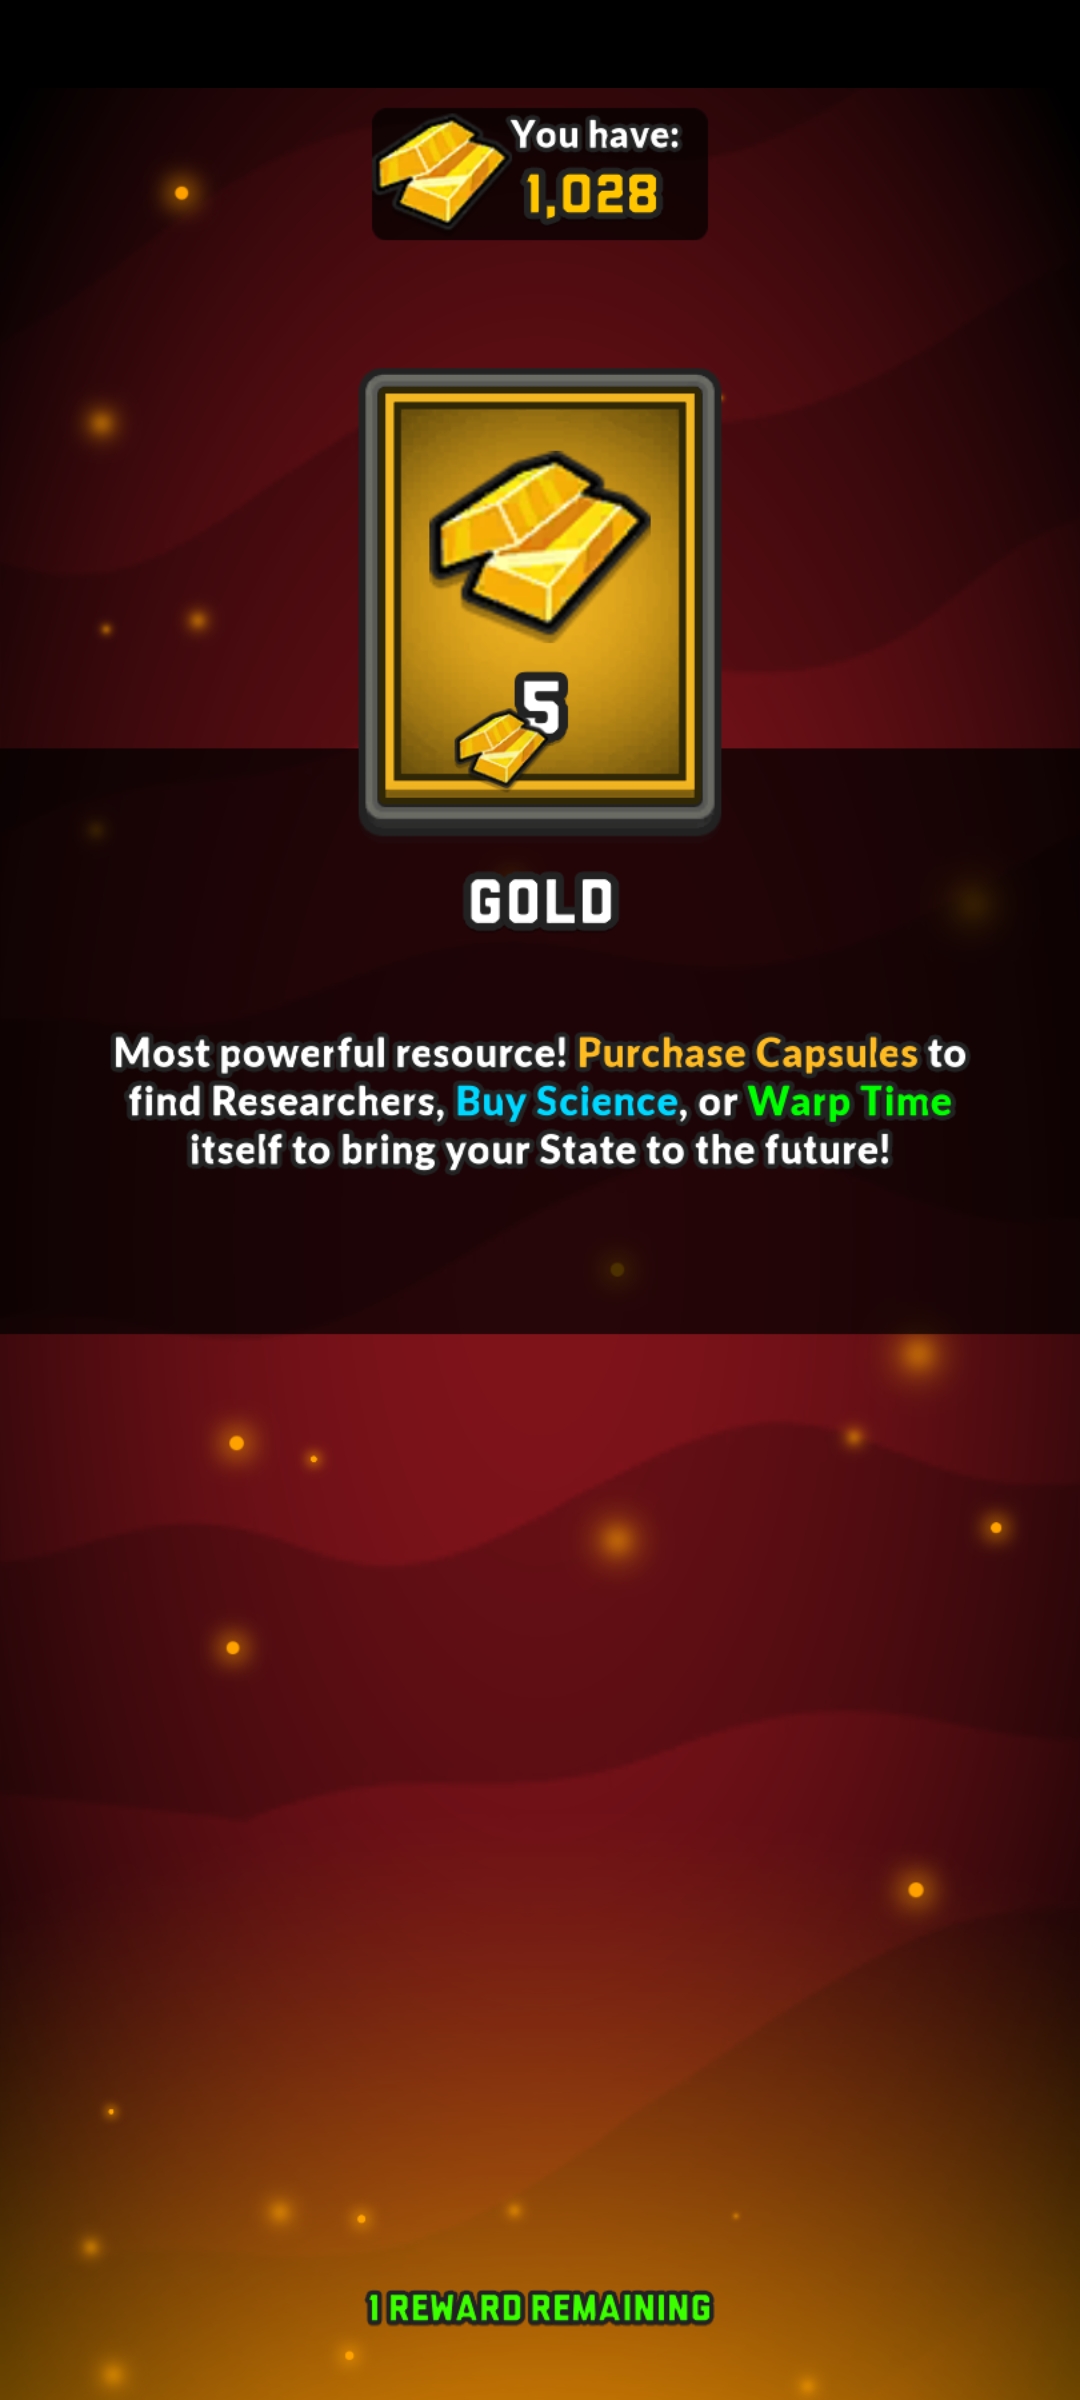 You have:
1,028
5
GOLD
Most powerful resource! Purchase Capsules to
find Researchers, Buy Science, or Warp Time
itself to bring your State to the future!
1 REWARD REMAINING